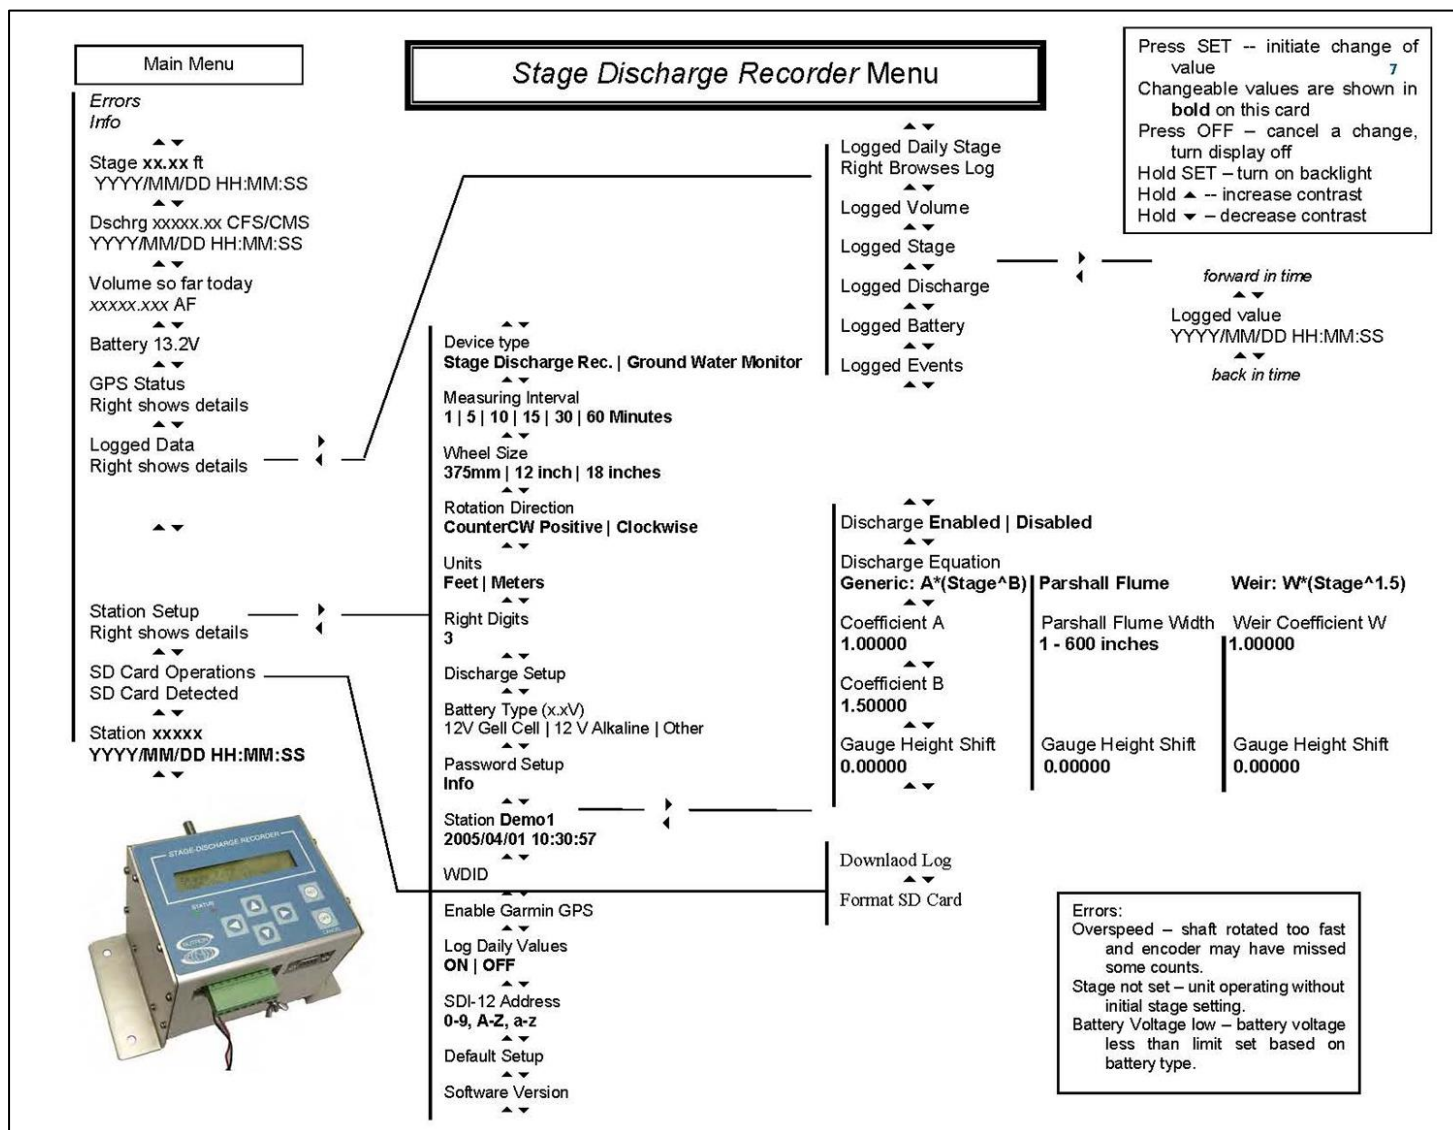 Main Menu
Stage Discharge Recorder Menu
Press SET -- initiate change of
value 7
Changeable values are shown in
bold on this card
Press OFF – cancel a change,
turn display off
Hold SET – turn on backlight
Hold ▲ -- increase contrast
Hold ▼ – decrease contrast
Errors
Info
Stage xx.xx ft
YYYY/MM/DD HH:MM:SS
Dschrg xxxxx.xx CFS/CMS
YYYY/MM/DD HH:MM:SS
Volume so far today
xxxxx.xxx AF
Battery 13.2V
GPS Status
Right shows details
Logged Data
Right shows details
Station Setup
Right shows details
SD Card Operations
SD Card Detected
Station xxxxx
YYYY/MM/DD HH:MM:SS
Device type
Stage Discharge Rec. | Ground Water Monitor
Measuring Interval
1 | 5 | 10 | 15 | 30 | 60 Minutes
Wheel Size
375mm | 12 inch | 18 inches
Rotation Direction
CounterCW Positive | Clockwise
Units
Feet | Meters
Right Digits
3
Discharge Setup
Battery Type (x.xV)
12V Gell Cell | 12 V Alkaline | Other
Password Setup
Info
Station Demo1
2005/04/01 10:30:57
WDID
Enable Garmin GPS
Log Daily Values
ON | OFF
SDI-12 Address
0-9, A-Z, a-z
Default Setup
Software Version
Logged Daily Stage
Right Browses Log
Logged Volume
Logged Stage
Logged Discharge
Logged Battery
Logged Events
forward in time
Logged value
YYYY/MM/DD HH:MM:SS
back in time
Discharge Enabled | Disabled
Discharge Equation
Generic: A*(Stage^B) Parshall Flume Weir: W*(Stage^1.5)
Coefficient A Parshall Flume Width Weir Coefficient W
1.00000 1 - 600 inches 1.00000
Coefficient B
1.50000
Gauge Height Shift Gauge Height Shift Gauge Height Shift
0.00000 0.00000 0.00000
Downlaod Log
Format SD Card
Errors:
Overspeed – shaft rotated too fast
and encoder may have missed
some counts.
Stage not set – unit operating without
initial stage setting.
Battery Voltage low – battery voltage
less than limit set based on
battery type.
STAGE-DISCHARGE RECORDER
STATUS